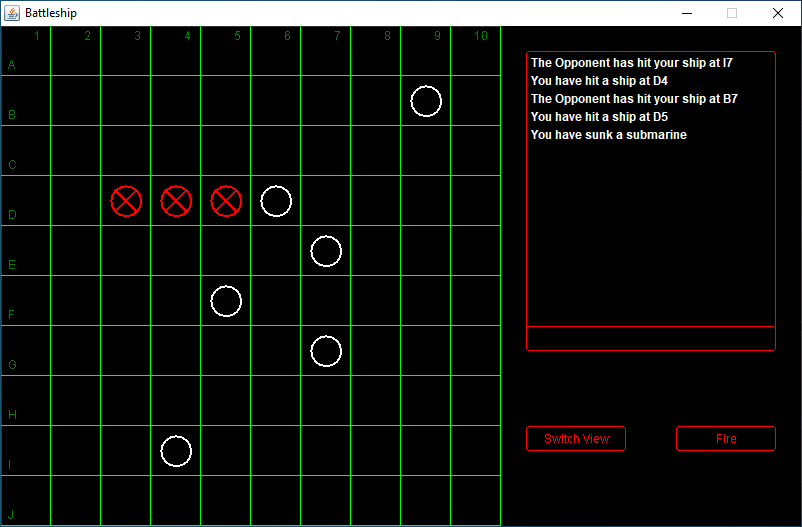 Battleship
1 2 3 4 5 6 7 8 9 10
A
B
C
D
E
F
G
H
I
J
The Opponent has hit your ship at I7
You have hit a ship at D4
The Opponent has hit your ship at B7
You have hit a ship at D5
You have sunk a submarine
Switch View
Fire